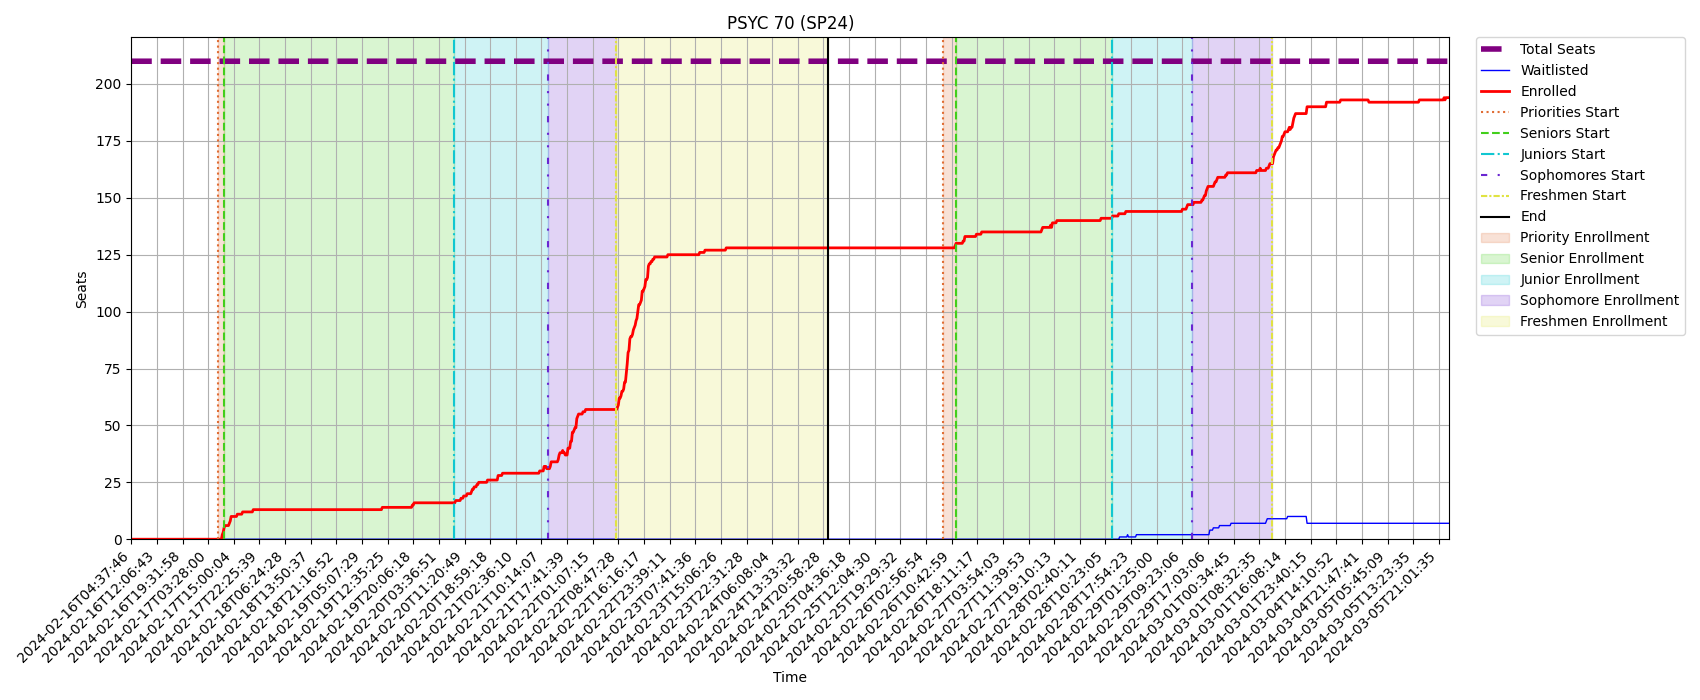 PSYC 70 (SP24)
Seats
200
175
150
125
100
75
50
25
0
2024-02-16T04:37:46
2024-02-16T12:06:43
2024-02-16T19:31:58
2024-02-17T03:28:00
2024-02-17T15:00:04
2024-02-17T22:25:39
2024-02-18T06:24:28
2024-02-18T13:50:37
2024-02-18T21:16:52
2024-02-19T05:07:29
2024-02-19T12:35:25
2024-02-19T20:06:18
2024-02-20T03:36:51
2024-02-20T11:20:49
2024-02-20T18:59:18
2024-02-21T02:36:10
2024-02-21T10:14:07
2024-02-21T17:41:39
2024-02-22T01:07:15
2024-02-22T08:47:28
2024-02-22T16:16:17
2024-02-22T23:39:11
2024-02-23T07:41:36
2024-02-23T15:06:26
2024-02-23T22:31:28
2024-02-24T06:08:04
2024-02-24T13:33:32
2024-02-24T20:58:28
2024-02-25T04:36:18
2024-02-25T12:04:30
2024-02-25T19:29:32
2024-02-26T02:56:54
2024-02-26T10:42:59
2024-02-26T18:11:17
2024-02-27T03:54:03
2024-02-27T11:39:53
2024-02-27T19:10:13
2024-02-28T02:40:11
2024-02-28T10:23:05
2024-02-28T17:54:23
2024-02-29T01:25:00
2024-02-29T09:23:06
2024-02-29T17:03:06
2024-03-01T00:34:45
2024-03-01T08:32:35
2024-03-01T16:08:14
2024-03-01T23:40:15
2024-03-04T14:10:52
2024-03-04T21:47:41
2024-03-05T05:45:09
2024-03-05T13:23:35
2024-03-05T21:01:35
Time
Total Seats
Waitlisted
Enrolled
Priorities Start
Seniors Start
Juniors Start
Sophomores Start
Freshmen Start
End
Priority Enrollment
Senior Enrollment
Junior Enrollment
Sophomore Enrollment
Freshmen Enrollment